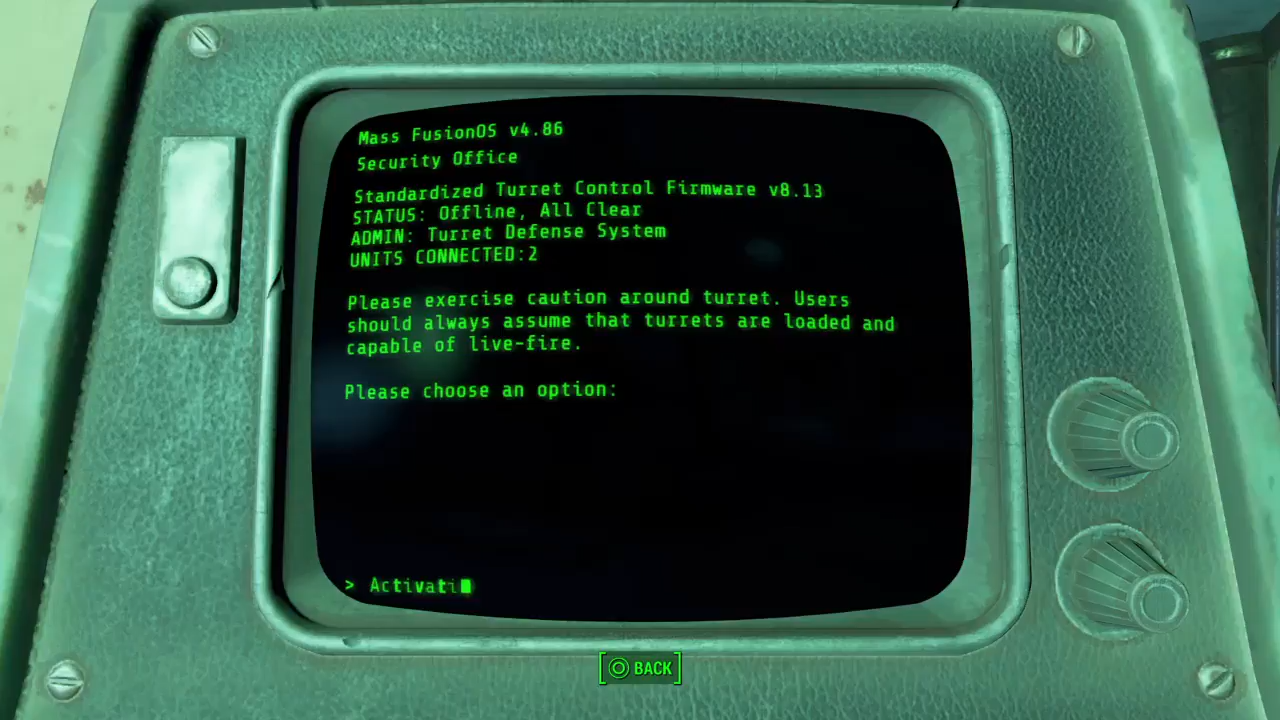 Mass FusionOS v4.86
Security Office
Standardized Turret Control Firmware v8.13
STATUS: Offline, All Clear
ADMIN: Turret Defense System
UNITS CONNECTED:2
Please exercise caution around turret. Users
should always assume that turrets are loaded and
capable of live-fire.
Please choose an option:
> Activati
BACK